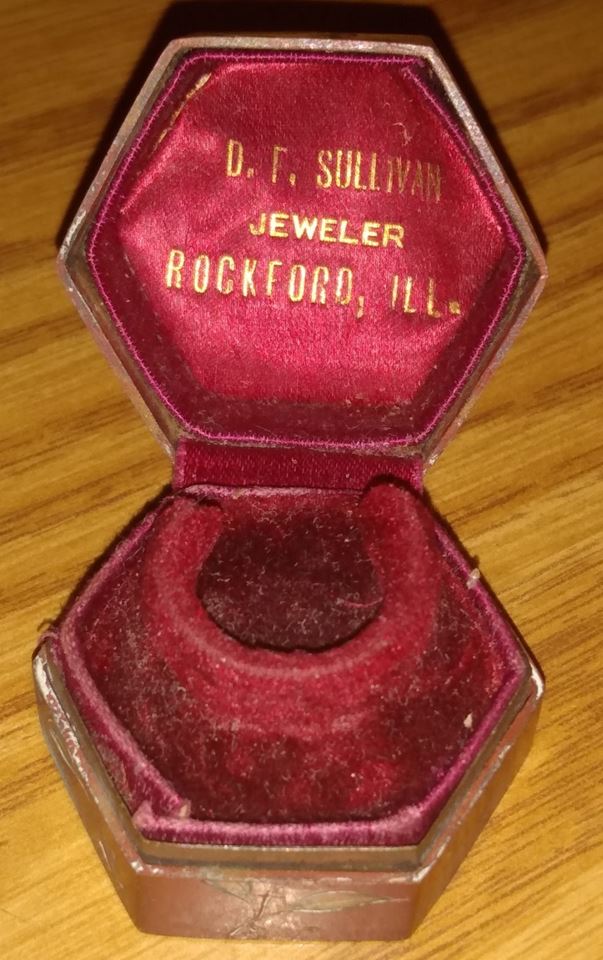 D. F. SULLIVAN
JEWELER
ROCKFORD, ILL.